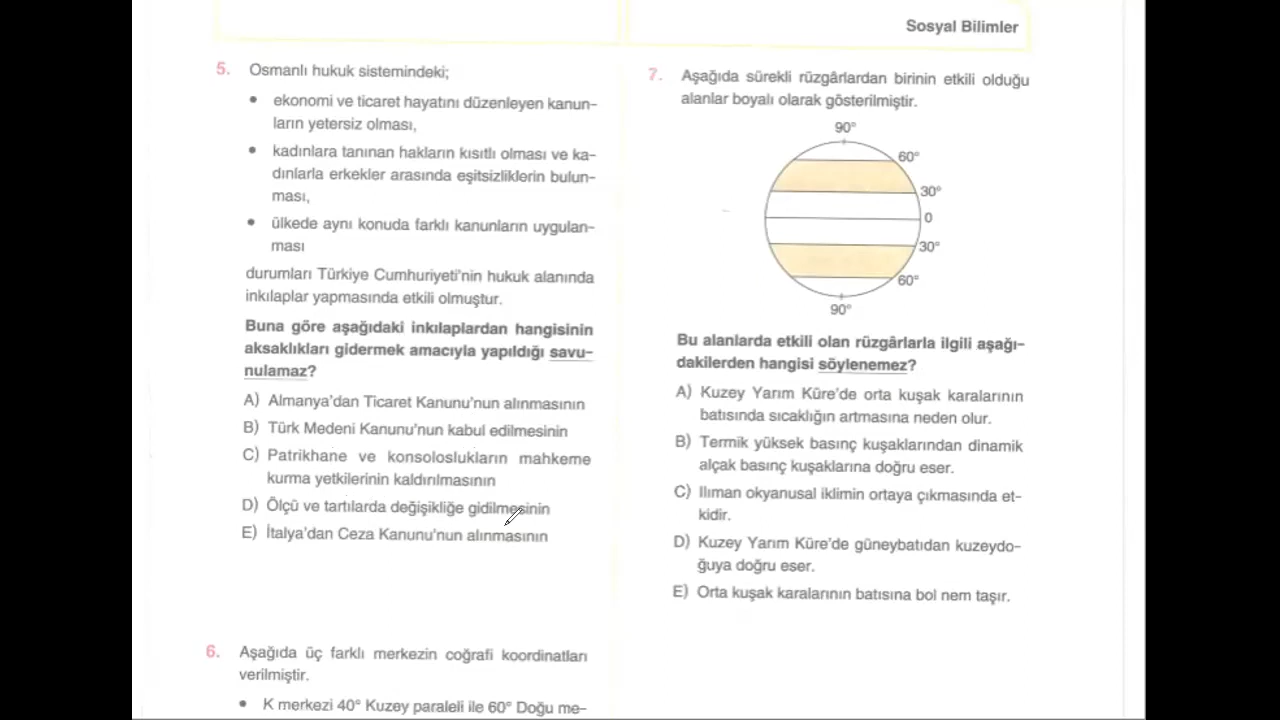 Sosyal Bilimler
5. Osmanlı hukuk sistemindeki;
• ekonomi ve ticaret hayatını düzenleyen kanun-
ların yetersiz olması,
• kadınlara tanınan hakların kısıtlı olması ve ka-
dınlarla erkekler arasında eşitsizliklerin bulun-
ması,
• ülkede aynı konuda farklı kanunların uygulan-
ması
durumları Türkiye Cumhuriyeti'nin hukuk alanında
inkılaplar yapmasında etkili olmuştur.
Buna göre aşağıdaki inkılaplardan hangisinin
aksaklıkları gidermek amacıyla yapıldığı savu-
nulamaz?
A) Almanya'dan Ticaret Kanunu'nun alınmasının
B) Türk Medeni Kanunu'nun kabul edilmesinin
C) Patrikhane ve konsoloslukların mahkeme
kurma yetkilerinin kaldırılmasının
D) Ölçü ve tartılarda değişikliğe gidilmesinin
E) İtalya'dan Ceza Kanunu'nun alınmasının
6. Aşağıda üç farklı merkezin coğrafi koordinatları
verilmiştir.
• K merkezi 40° Kuzey paraleli ile 60° Doğu me-
7. Aşağıda sürekli rüzgârlardan birinin etkili olduğu
alanlar boyalı olarak gösterilmiştir.
90°
60°
30°
0
30°
60°
90°
Bu alanlarda etkili olan rüzgârlarla ilgili aşağı-
dakilerden hangisi söylenemez?
A) Kuzey Yarım Küre'de orta kuşak karalarının
batısında sıcaklığın artmasına neden olur.
B) Termik yüksek basınç kuşaklarından dinamik
alçak basınç kuşaklarına doğru eser.
C) Ilıman okyanusal iklimin ortaya çıkmasında et-
kidir.
D) Kuzey Yarım Küre'de güneybatıdan kuzeydo-
ğuya doğru eser.
E) Orta kuşak karalarının batısına bol nem taşır.